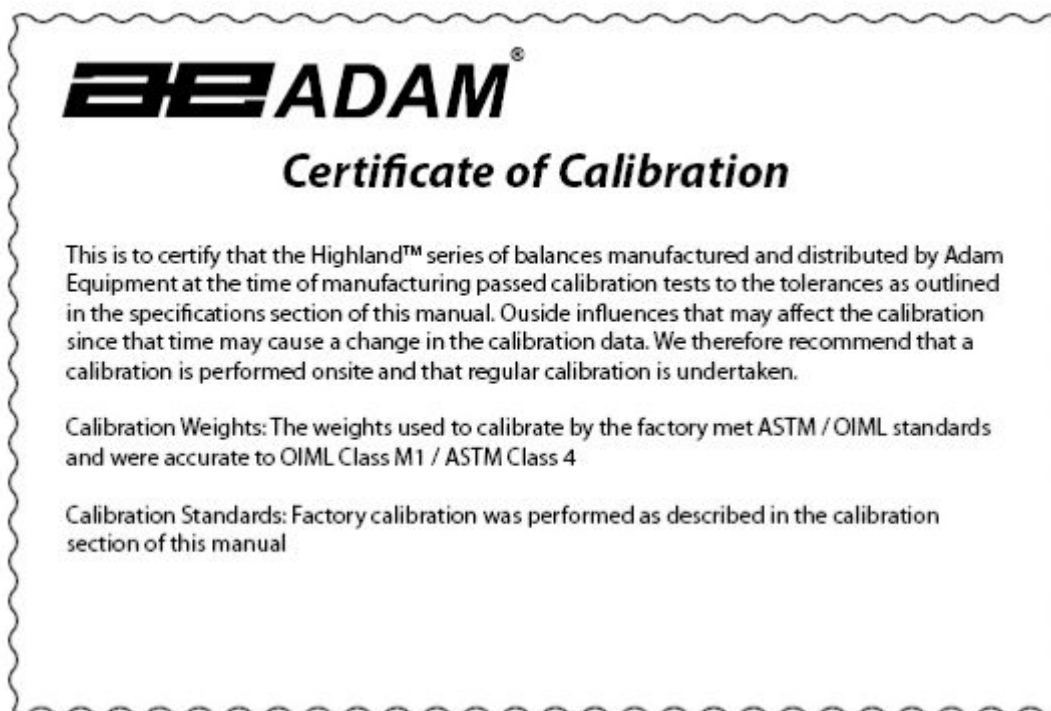 ae ADAM®
Certificate of Calibration
This is to certify that the Highland™ series of balances manufactured and distributed by Adam
Equipment at the time of manufacturing passed calibration tests to the tolerances as outlined
in the specifications section of this manual. Ouside influences that may affect the calibration
since that time may cause a change in the calibration data. We therefore recommend that a
calibration is performed onsite and that regular calibration is undertaken.
Calibration Weights: The weights used to calibrate by the factory met ASTM / OIML standards
and were accurate to OIML Class M1 / ASTM Class 4
Calibration Standards: Factory calibration was performed as described in the calibration
section of this manual